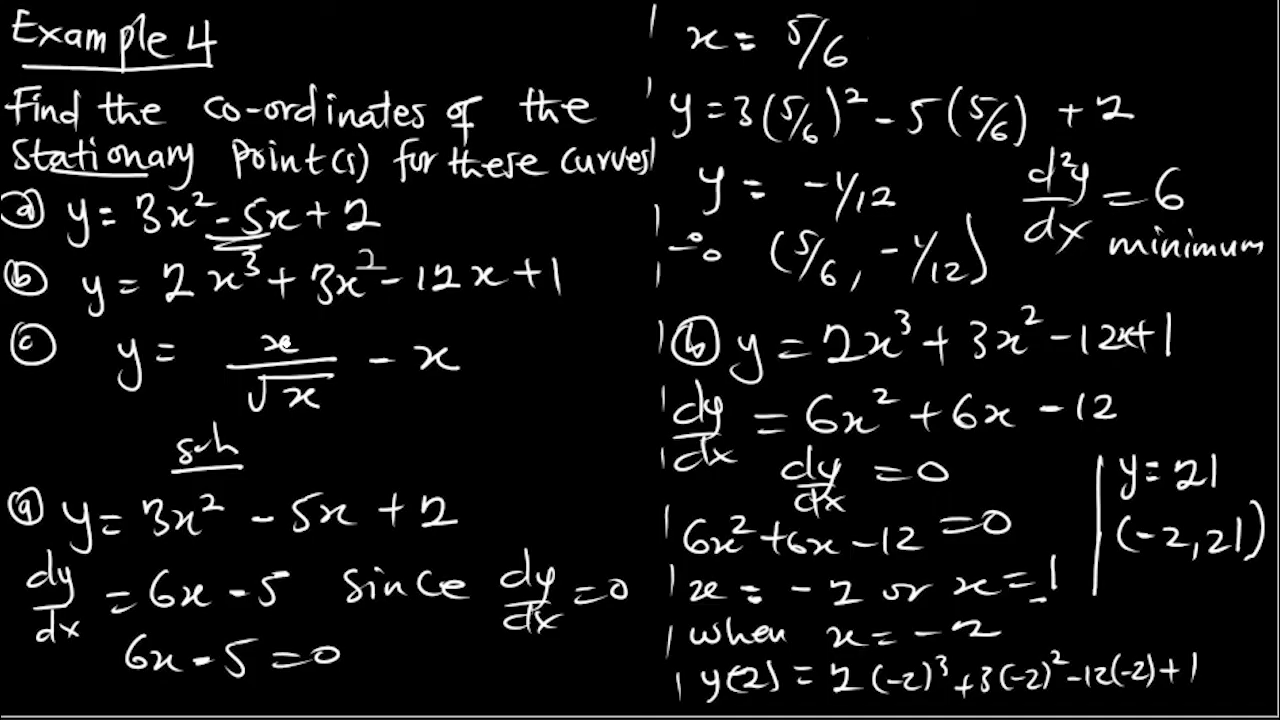 Example 4
Find the co-ordinates of the
Stationary Point(s) for these curves
ⓐ y = 3x² - 5x + 2
ⓑ y = 2x³ + 3x² - 12x + 1
ⓒ y = x/√x - x
soln
ⓐ y = 3x² - 5x + 2
dy/dx = 6x - 5 since dy/dx = 0
6x - 5 = 0
x = 5/6
y = 3(5/6)² - 5(5/6) + 2
y = -1/12
d²y/dx = 6
minimum
∴ (5/6, -1/12)
ⓑ y = 2x³ + 3x² - 12x + 1
dy/dx = 6x² + 6x - 12
dy/dx = 0
6x² + 6x - 12 = 0
x = -2 or x = 1
when x = -2
y(-2) = 2(-2)³ + 3(-2)² - 12(-2) + 1
y = 21
(-2, 21)